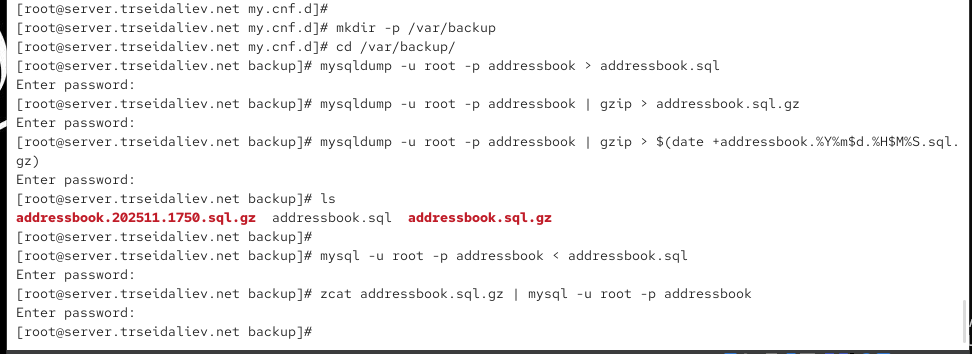 [root@server.trseidaliev.net my.cnf.d]#
[root@server.trseidaliev.net my.cnf.d]# mkdir -p /var/backup
[root@server.trseidaliev.net my.cnf.d]# cd /var/backup/
[root@server.trseidaliev.net backup]# mysqldump -u root -p addressbook > addressbook.sql
Enter password:
[root@server.trseidaliev.net backup]# mysqldump -u root -p addressbook | gzip > addressbook.sql.gz
Enter password:
[root@server.trseidaliev.net backup]# mysqldump -u root -p addressbook | gzip > $(date +addressbook.%Y%m$d.%H$M%S.sql.
gz)
Enter password:
[root@server.trseidaliev.net backup]# ls
addressbook.202511.1750.sql.gz  addressbook.sql  addressbook.sql.gz
[root@server.trseidaliev.net backup]#
[root@server.trseidaliev.net backup]# mysql -u root -p addressbook < addressbook.sql
Enter password:
[root@server.trseidaliev.net backup]# zcat addressbook.sql.gz | mysql -u root -p addressbook
Enter password:
[root@server.trseidaliev.net backup]#